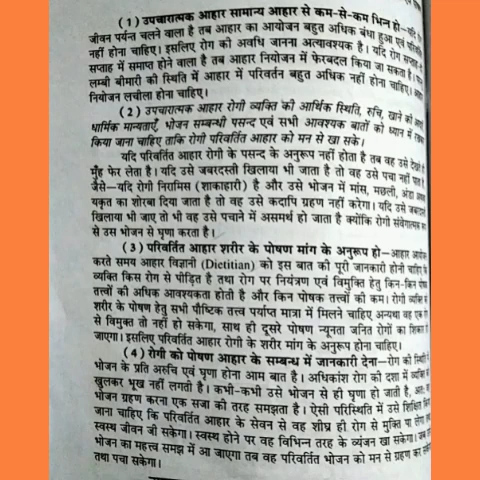 (1) उपचारात्मक आहार सामान्य आहार से कम-से-कम भिन्न हो—
जीवन पर्यन्त चलने वाला है तब आहार का आयोजन बहुत अधिक बंधा हुआ एवं
नहीं होना चाहिए। इसलिए रोग की अवधि जानना अत्यावश्यक है। यदि रोग
सप्ताह में समाप्त होने वाला है तब आहार नियोजन में फेरबदल किया जा सकता है।
लम्बी बीमारी की स्थिति में आहार में परिवर्तन बहुत अधिक नहीं होना चाहिए।
नियोजन लचीला होना चाहिए।
(2) उपचारात्मक आहार रोगी व्यक्ति की आर्थिक स्थिति, रुचि, खाने की
धार्मिक मान्यताएँ, भोजन सम्बन्धी पसन्द एवं सभी आवश्यक बातों को ध्यान में
किया जाना चाहिए ताकि रोगी परिवर्तित आहार को मन से खा सके।
यदि परिवर्तित आहार रोगी के पसन्द के अनुरूप नहीं होता है तब वह उसे देखते
मुँह फेर लेता है। यदि उसे जबरदस्ती खिलाया भी जाता है तो वह उसे पचा नहीं
जैसे—यदि रोगी निरामिस (शाकाहारी) है और उसे भोजन में मांस, मछली, अंडा
यकृत का शोरबा दिया जाता है तो वह उसे कदापि ग्रहण नहीं करेगा। यदि उसे
खिलाया भी जाए तो भी वह उसे पचाने में असमर्थ हो जाता है क्योंकि रोगी
से उस भोजन से घृणा करता है।
(3) परिवर्तित आहार शरीर के पोषण मांग के अनुरूप हो—आहार
करते समय आहार विज्ञानी (Dietitian) को इस बात की पूरी जानकारी होनी चाहिए
व्यक्ति किस रोग से पीड़ित है तथा रोग पर नियंत्रण एवं विमुक्ति हेतु किन-किन
तत्त्वों की अधिक आवश्यकता होती है और किन पोषक तत्त्वों की कम। रोगी व्यक्ति
शरीर के पोषण हेतु सभी पौष्टिक तत्त्व पर्याप्त मात्रा में मिलने चाहिए अन्यथा वह एक
से विमुक्त तो नहीं हो सकेगा, साथ ही दूसरे पोषण न्यूनता जनित रोगों का शिकार
जाएगा। इसलिए परिवर्तित आहार रोगी के शरीर मांग के अनुरूप होना चाहिए।
(4) रोगी को पोषण आहार के सम्बन्ध में जानकारी देना—रोग की स्थिति
भोजन के प्रति अरुचि एवं घृणा होना आम बात है। अधिकांश रोग की दशा में व्यक्ति
खुलकर भूख नहीं लगती है। कभी-कभी उसे भोजन से ही घृणा हो जाती है,
भोजन ग्रहण करना एक सजा की तरह समझता है। ऐसी परिस्थिति में उसे शिक्षित
जाना चाहिए कि परिवर्तित आहार के सेवन से वह शीघ्र ही रोग से मुक्ति पा लेगा
स्वस्थ जीवन जी सकेगा। स्वस्थ होने पर वह विभिन्न तरह के व्यंजन खा सकेगा। जब
भोजन का महत्त्व समझ में आ जाएगा तब वह परिवर्तित भोजन को मन से ग्रहण कर
तथा पचा सकेगा।